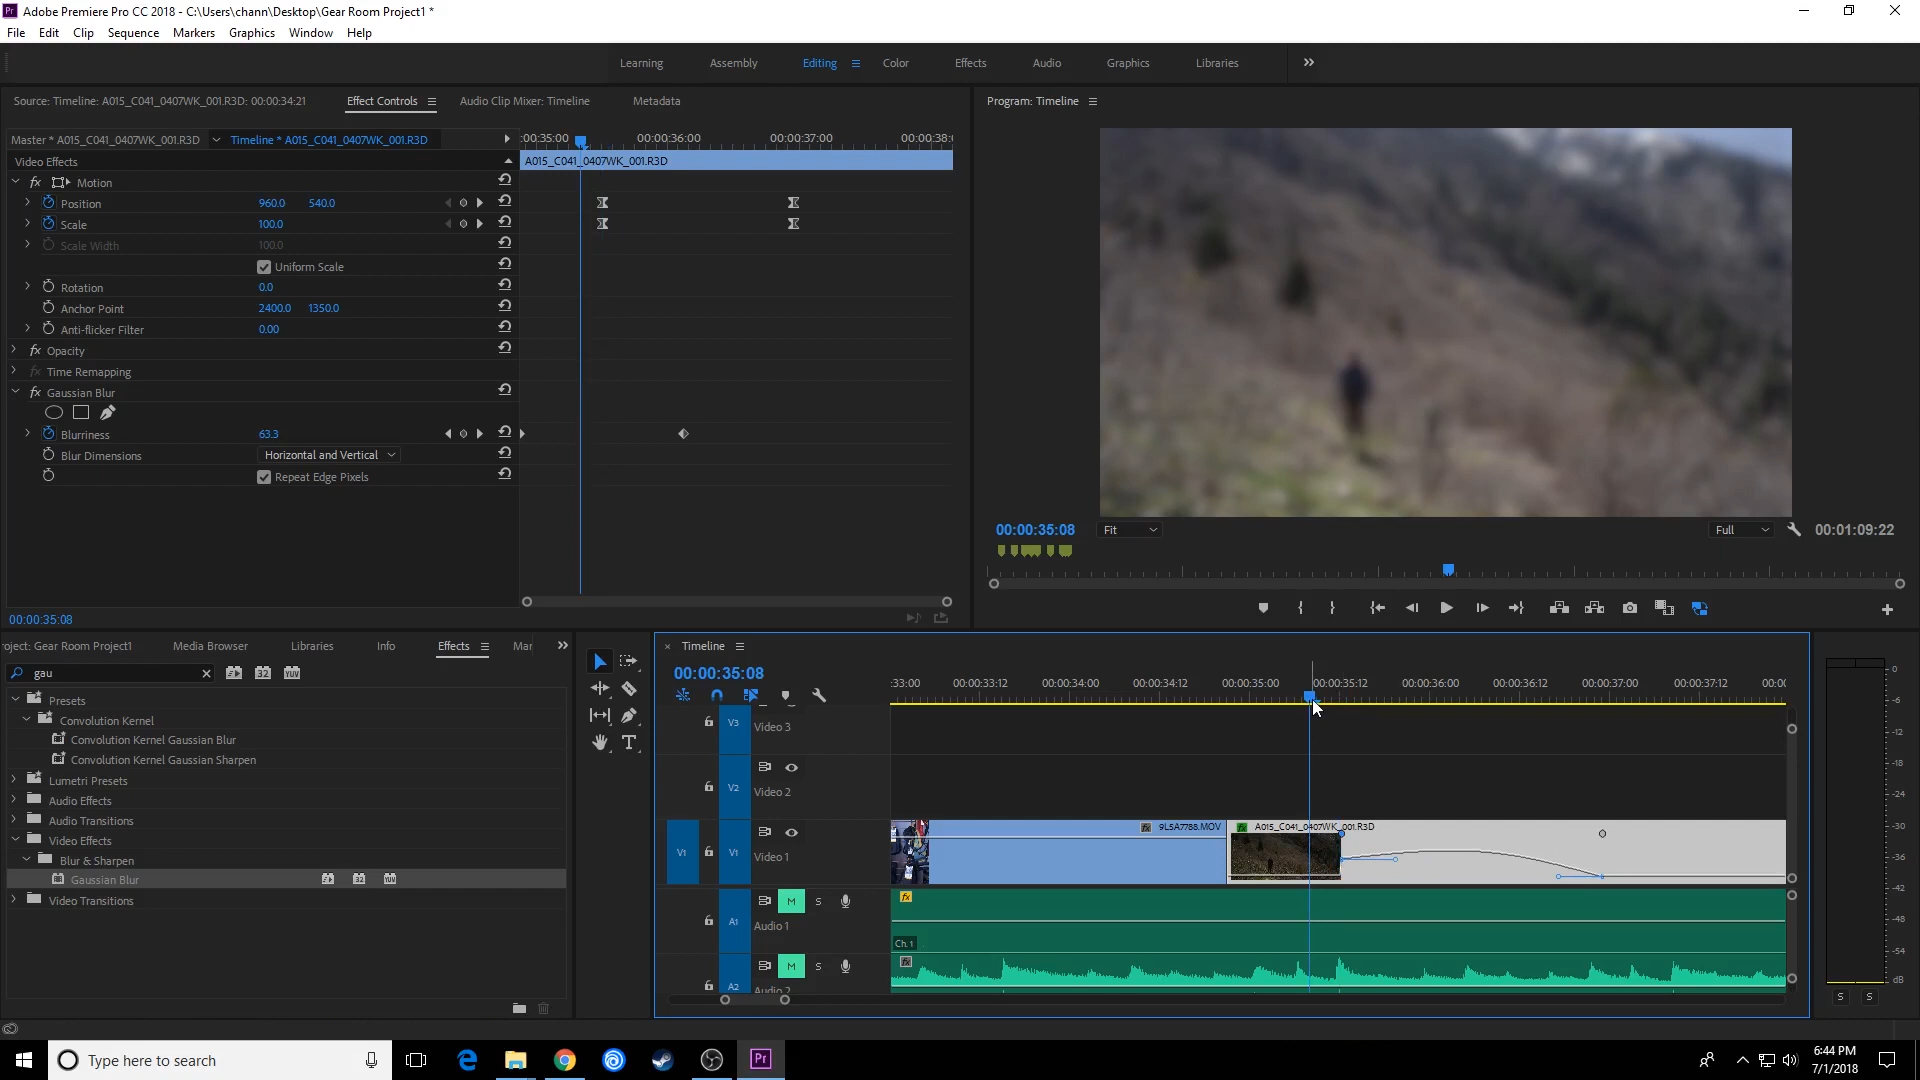 Adobe Premiere Pro CC 2018 - C:\Users\chann\Desktop\Gear Room Project1 *
File Edit Clip Sequence Markers Graphics Window Help
Learning Assembly Editing Color Effects Audio Graphics Libraries
Source: Timeline: A015_C041_0407WK_001.R3D: 00:00:34:21 Effect Controls Audio Clip Mixer: Timeline Metadata
Program: Timeline
Master * A015_C041_0407WK_001.R3D Timeline * A015_C041_0407WK_001.R3D
:00:35:00 00:00:36:00 00:00:37:00 00:00:38:
Video Effects
A015_C041_0407WK_001.R3D
fx Motion
Position 960.0 540.0
Scale 100.0
Scale Width 100.0
Uniform Scale
Rotation 0.0
Anchor Point 2400.0 1350.0
Anti-flicker Filter 0.00
fx Opacity
fx Time Remapping
fx Gaussian Blur
Blurriness 63.3
Blur Dimensions Horizontal and Vertical
Repeat Edge Pixels
00:00:35:08
00:00:35:08 Fit Full 00:01:09:22
roject: Gear Room Project1 Media Browser Libraries Info Effects Mar
gau
32 YUV
Presets
Convolution Kernel
Convolution Kernel Gaussian Blur
Convolution Kernel Gaussian Sharpen
Lumetri Presets
Audio Effects
Audio Transitions
Video Effects
Blur & Sharpen
Gaussian Blur 32 YUV
Video Transitions
T
× Timeline
00:00:35:08
:33:00 00:00:33:12 00:00:34:00 00:00:34:12 00:00:35:00 00:00:35:12 00:00:36:00 00:00:36:12 00:00:37:00 00:00:37:12 00:00
V3 Video 3
V2 Video 2
V1 V1 Video 1
fx 9L5A7788.MOV fx A015_C041_0407WK_001.R3D
A1 M S Audio 1
fx
Ch. 1
A2 M S Audio 2
fx
0
-6
-12
-18
-24
-30
-36
-42
-48
-54
dB
S S
Type here to search
Pr
6:44 PM
7/1/2018